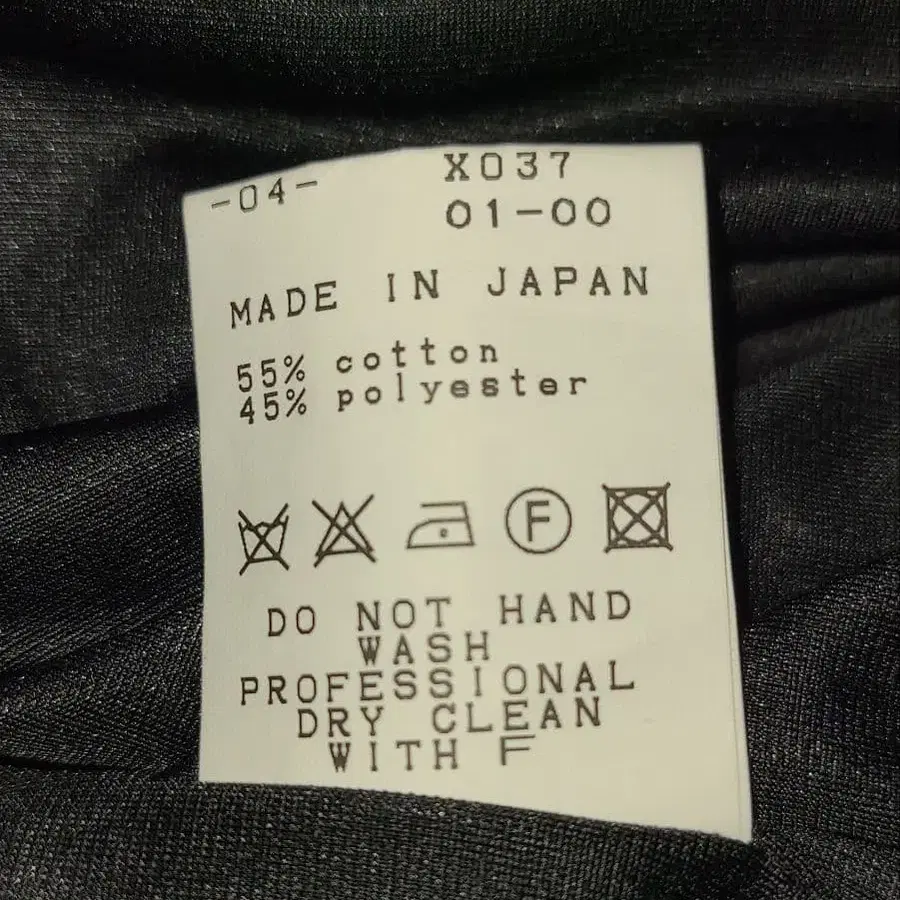 -04- X037
01-00
MADE IN JAPAN
55% cotton
45% polyester
F
DO NOT HAND
WASH
PROFESSIONAL
DRY CLEAN
WITH F